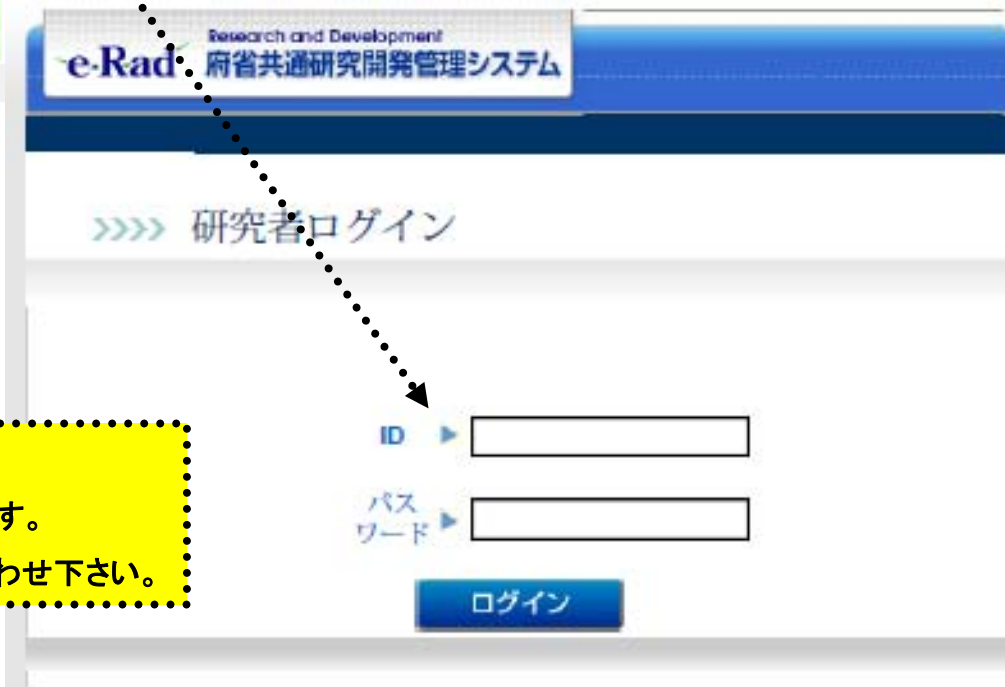 Research and Development
e-Rad 府省共通研究開発管理システム
>>>> 研究者ログイン
ID
す。
パス
ワード
わせ下さい。
ログイン